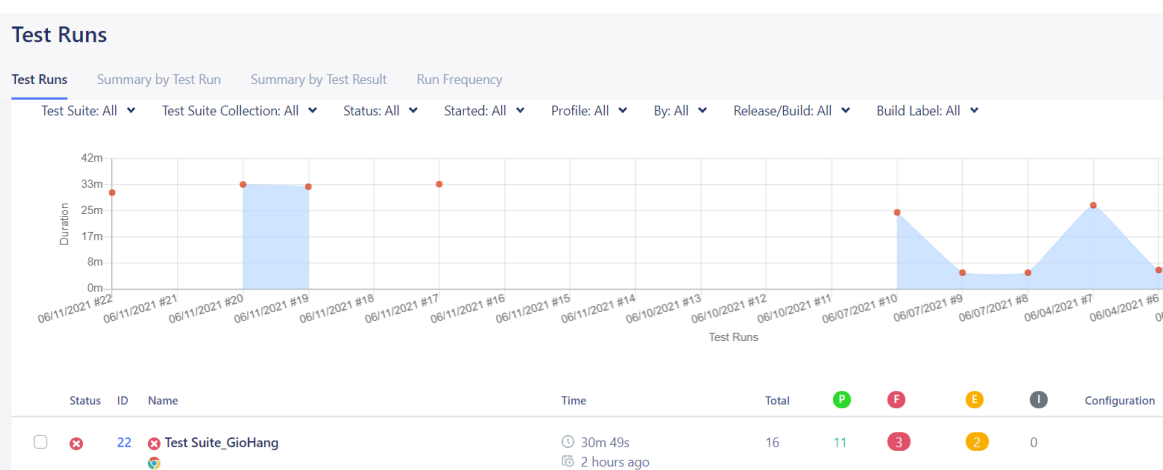 Test Runs
Test Runs Summary by Test Run Summary by Test Result Run Frequency
Test Suite: All Test Suite Collection: All Status: All Started: All Profile: All By: All Release/Build: All Build Label: All
42m
33m
25m
17m
8m
0m
Duration
06/11/2021 #22 06/11/2021 #21 06/11/2021 #20 06/11/2021 #19 06/11/2021 #18 06/11/2021 #17 06/11/2021 #16 06/11/2021 #15 06/11/2021 #14 06/10/2021 #13 06/10/2021 #12 06/10/2021 #11 06/07/2021 #10 06/07/2021 #9 06/07/2021 #8 06/04/2021 #7 06/04/2021 #6
Test Runs
Status ID Name Time Total P F E I Configuration
22 Test Suite_GioHang 30m 49s 16 11 3 2 0
2 hours ago